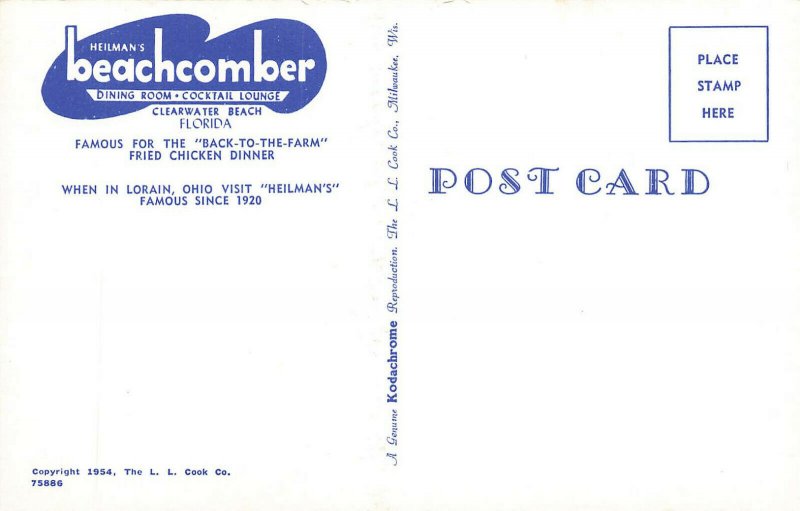 HEILMAN'S
beachcomber
DINING ROOM • COCKTAIL LOUNGE
CLEARWATER BEACH
FLORIDA
FAMOUS FOR THE "BACK-TO-THE-FARM"
FRIED CHICKEN DINNER
WHEN IN LORAIN, OHIO VISIT "HEILMAN'S"
FAMOUS SINCE 1920
Copyright 1954, The L. L. Cook Co.
75886
A Genuine Kodachrome Reproduction. The L. L. Cook Co., Milwaukee, Wis.
PLACE
STAMP
HERE
POST CARD